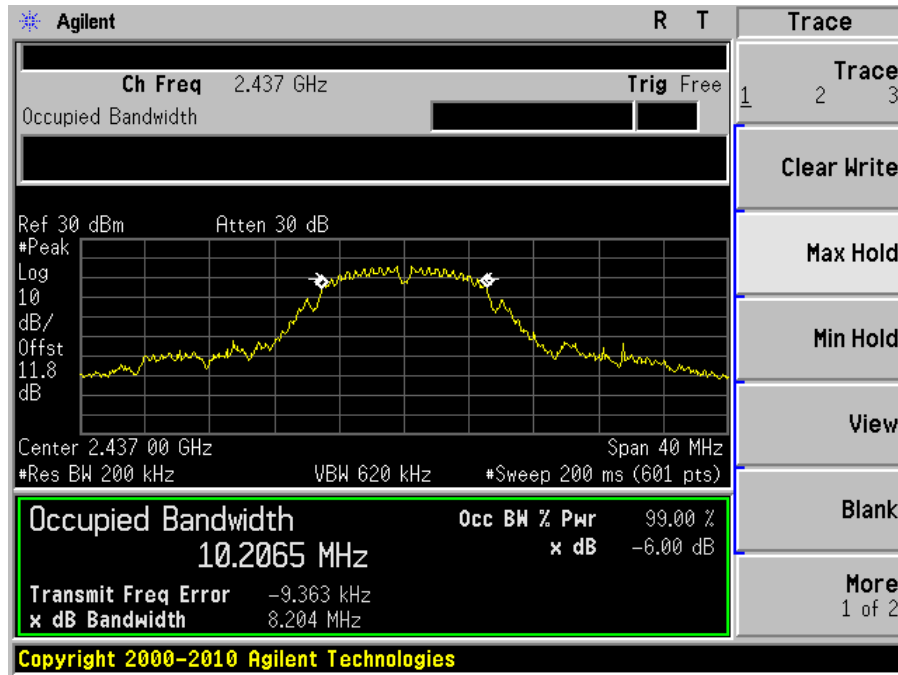 Agilent R T Trace
Ch Freq 2.437 GHz Trig Free
Occupied Bandwidth
Ref 30 dBm Atten 30 dB
#Peak
Log
10
dB/
Offst
11.8
dB
Center 2.437 00 GHz Span 40 MHz
#Res BW 200 kHz VBW 620 kHz #Sweep 200 ms (601 pts)
Occupied Bandwidth
10.2065 MHz
Occ BW % Pwr 99.00 %
x dB -6.00 dB
Transmit Freq Error -9.363 kHz
x dB Bandwidth 8.204 MHz
Copyright 2000-2010 Agilent Technologies
Trace
1 2 3
Clear Write
Max Hold
Min Hold
View
Blank
More
1 of 2